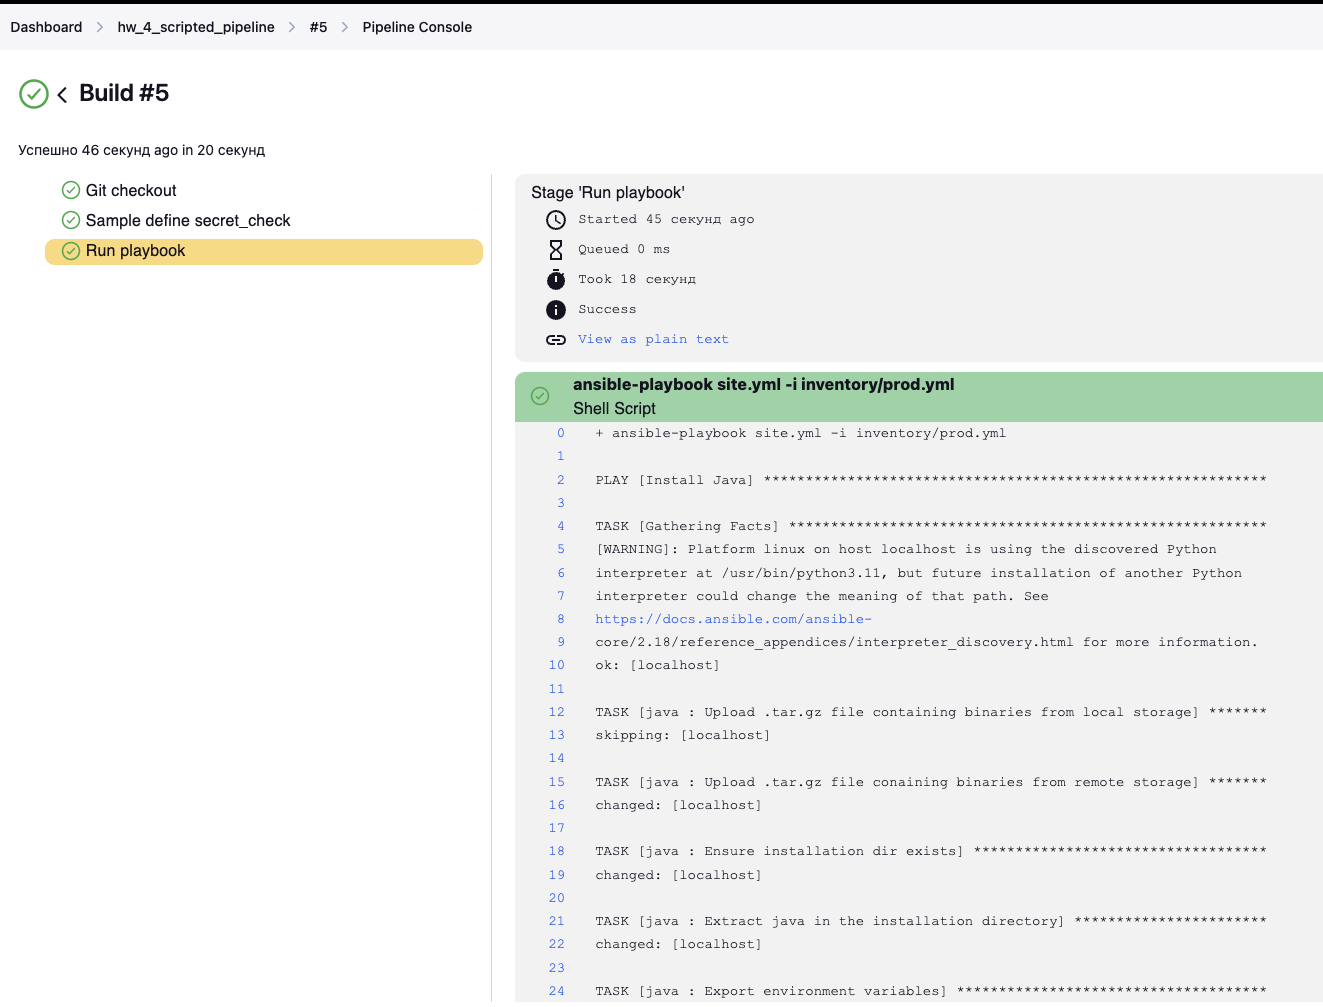 Dashboard > hw_4_scripted_pipeline > #5 > Pipeline Console
Build #5
Успешно 46 секунд ago in 20 секунд
Git checkout
Sample define secret_check
Run playbook
Stage 'Run playbook'
Started 45 секунд ago
Queued 0 ms
Took 18 секунд
Success
View as plain text
ansible-playbook site.yml -i inventory/prod.yml
Shell Script
0 + ansible-playbook site.yml -i inventory/prod.yml
1
2 PLAY [Install Java] ************************************************************
3
4 TASK [Gathering Facts] *********************************************************
5 [WARNING]: Platform linux on host localhost is using the discovered Python
6 interpreter at /usr/bin/python3.11, but future installation of another Python
7 interpreter could change the meaning of that path. See
8 https://docs.ansible.com/ansible-
9 core/2.18/reference_appendices/interpreter_discovery.html for more information.
10 ok: [localhost]
11
12 TASK [java : Upload .tar.gz file containing binaries from local storage] *******
13 skipping: [localhost]
14
15 TASK [java : Upload .tar.gz file conaining binaries from remote storage] *******
16 changed: [localhost]
17
18 TASK [java : Ensure installation dir exists] ***********************************
19 changed: [localhost]
20
21 TASK [java : Extract java in the installation directory] ***********************
22 changed: [localhost]
23
24 TASK [java : Export environment variables] *************************************